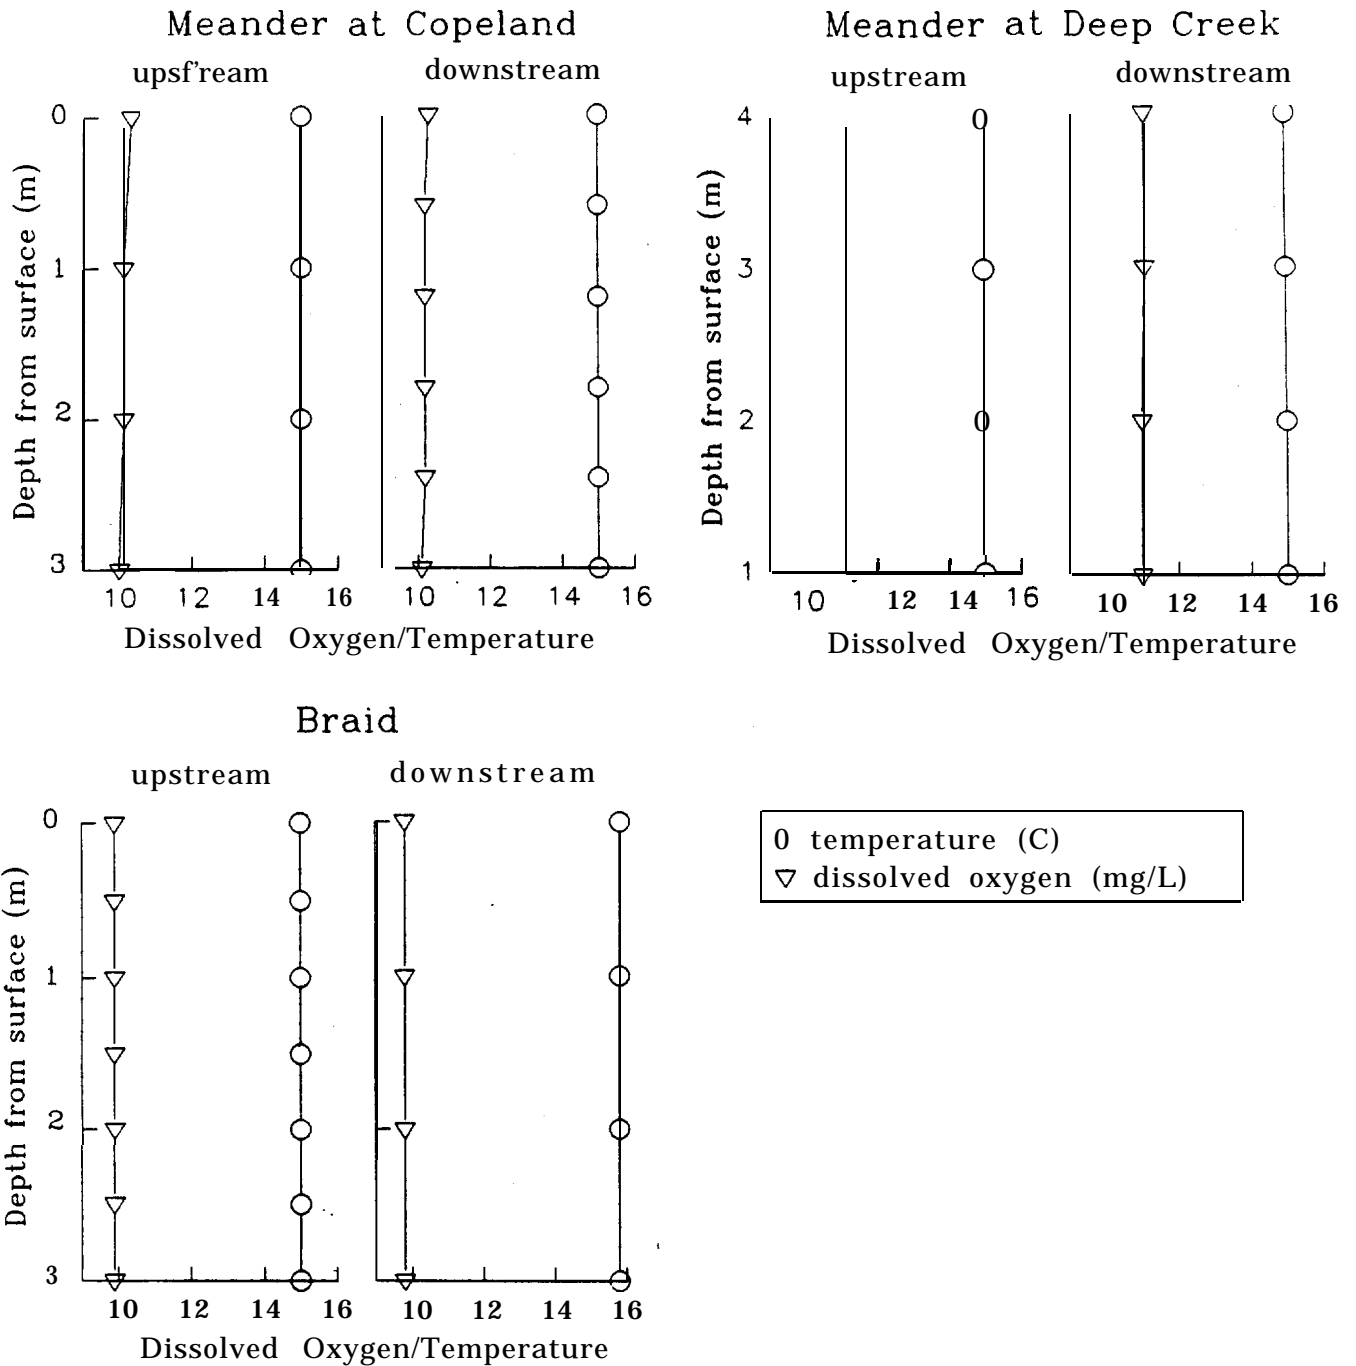 Meander at Copeland
upsf'ream
downstream
0
1
2
3
Depth from surface (m)
10 12 14 16
10 12 14 16
Dissolved Oxygen/Temperature
Meander at Deep Creek
upstream
downstream
4
3
2
1
Depth from surface (m)
0
0
10 12 14 16
10 12 14 16
Dissolved Oxygen/Temperature
Braid
upstream
downstream
0
1
2
3
Depth from surface (m)
10 12 14 16
10 12 14 16
Dissolved Oxygen/Temperature
0 temperature (C)
▽ dissolved oxygen (mg/L)